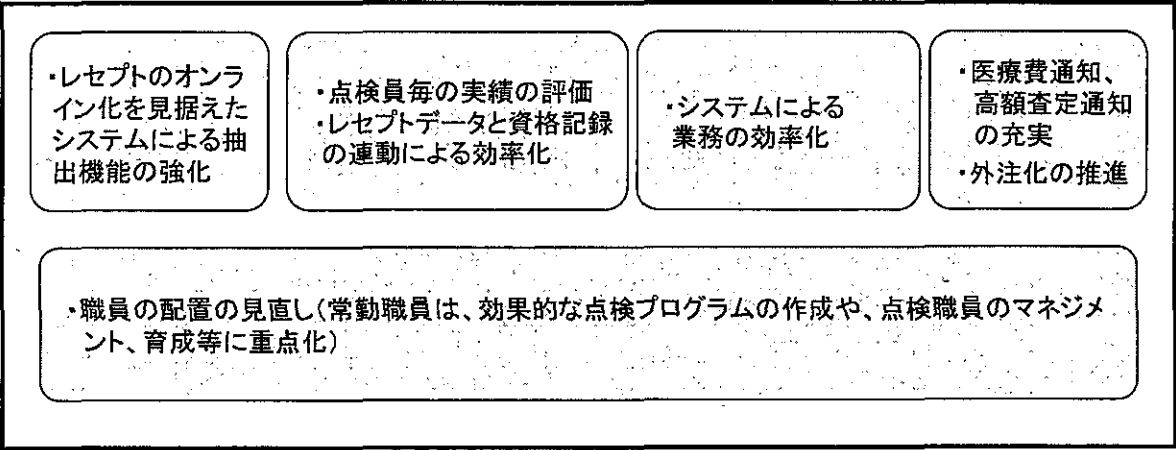 ・レセプトのオンラ
イン化を見据えた
システムによる抽
出機能の強化
・点検員毎の実績の評価
・レセプトデータと資格記録
の連動による効率化
・システムによる
業務の効率化
・医療費通知、
高額査定通知
の充実
・外注化の推進
・職員の配置の見直し(常勤職員は、効果的な点検プログラムの作成や、点検職員のマネジメ
ント、育成等に重点化)